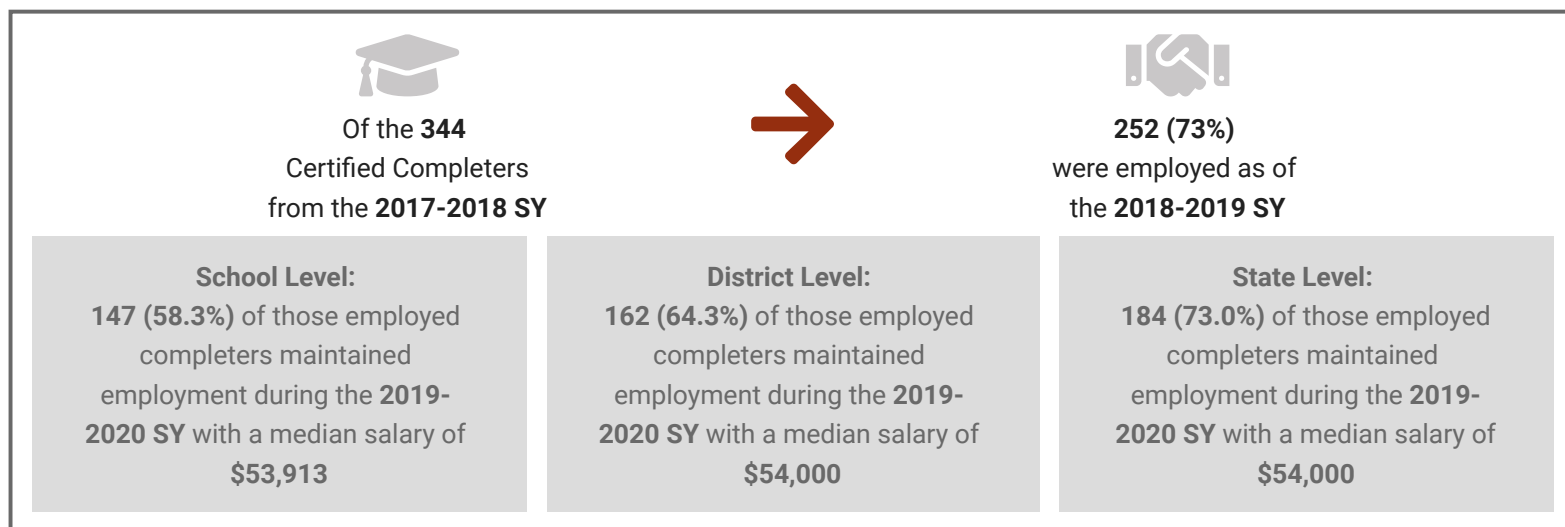 Of the 344
Certified Completers
from the 2017-2018 SY
252 (73%)
were employed as of
the 2018-2019 SY
School Level:
147 (58.3%) of those employed
completers maintained
employment during the 2019-
2020 SY with a median salary of
$53,913
District Level:
162 (64.3%) of those employed
completers maintained
employment during the 2019-
2020 SY with a median salary of
$54,000
State Level:
184 (73.0%) of those employed
completers maintained
employment during the 2019-
2020 SY with a median salary of
$54,000